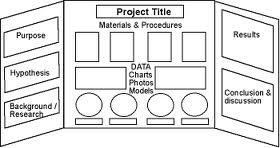 Project Title
Materials & Procedures
Purpose
Hypothesis
Background /
Research
DATA
Charts
Photos
Models
Results
Conclusion &
discussion